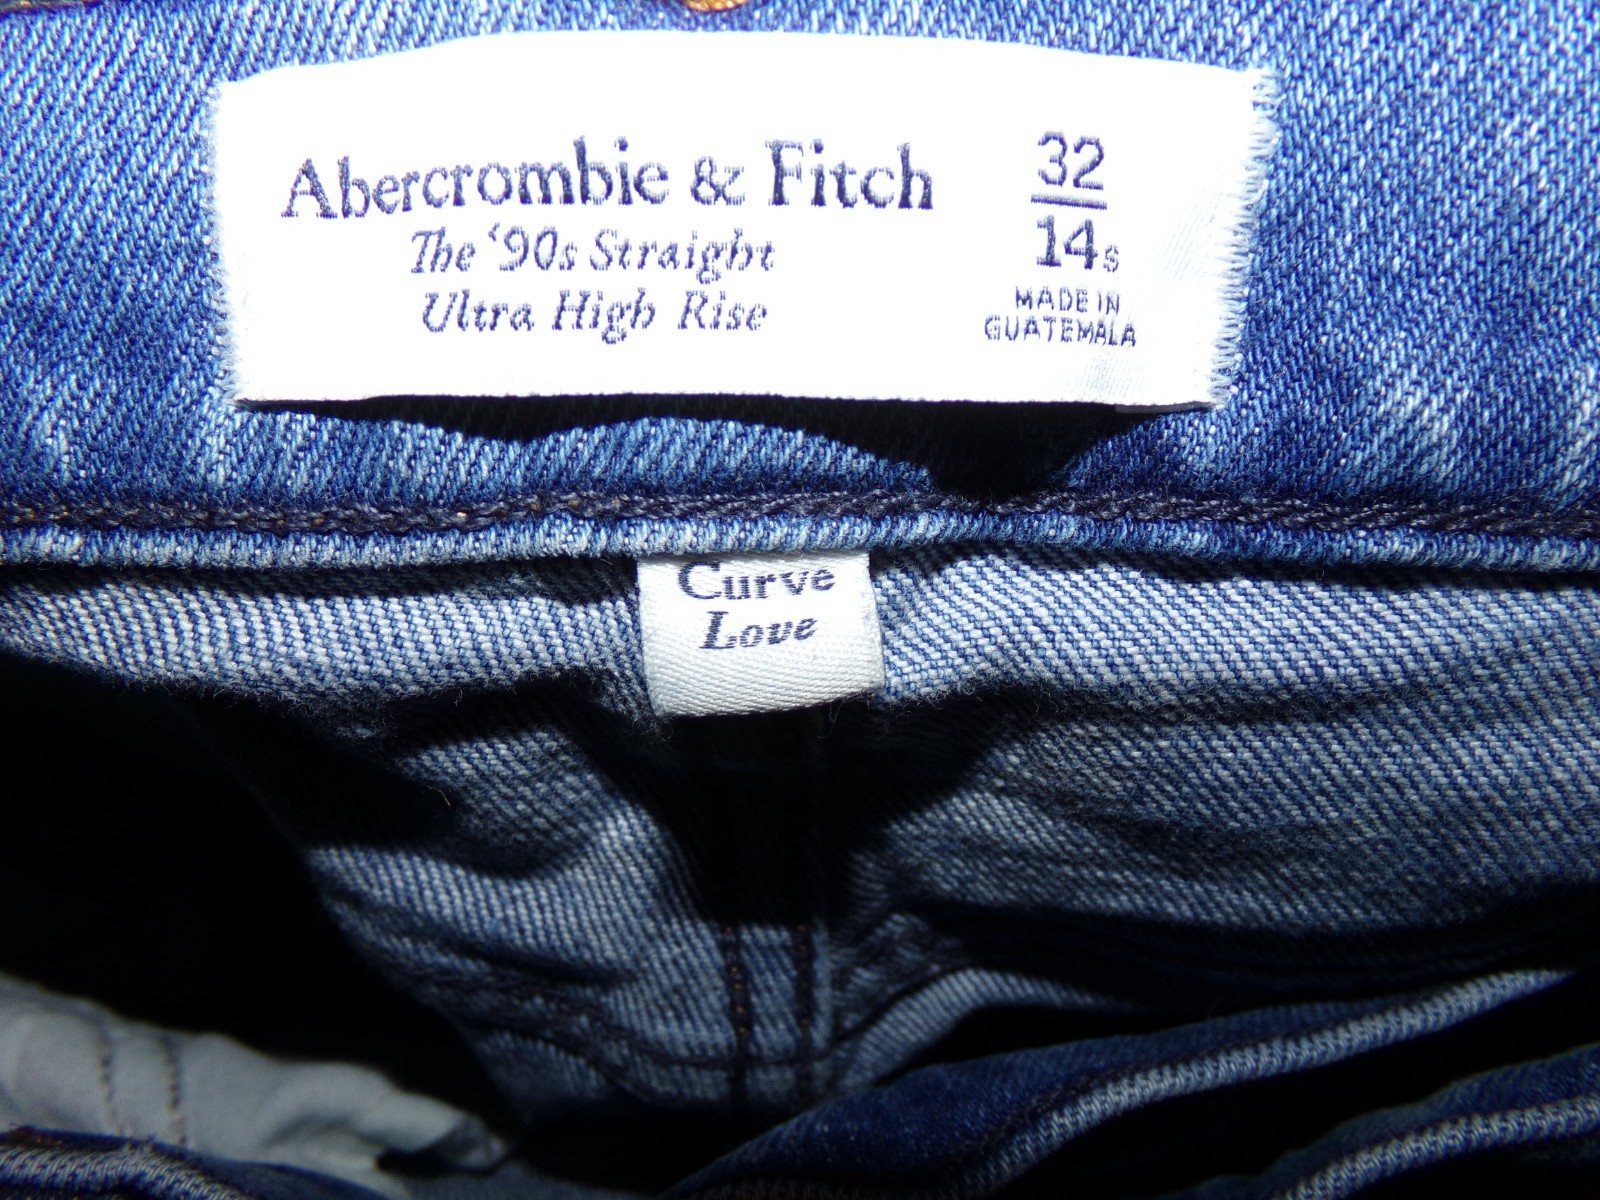 Abercrombie & Fitch
The ‘90s Straight
Ultra High Rise
32
14s
MADE IN
GUATEMALA
Curve
Love